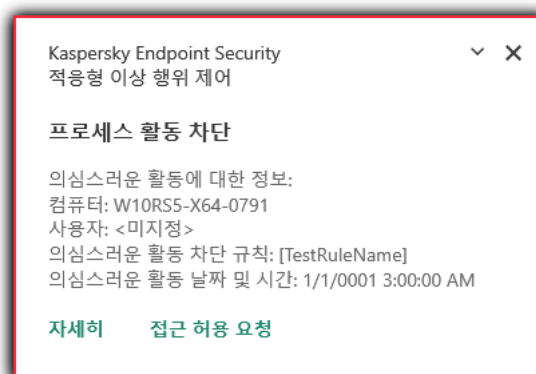 Kaspersky Endpoint Security
적응형 이상 행위 제어
프로세스 활동 차단
의심스러운 활동에 대한 정보:
컴퓨터: W10RS5-X64-0791
사용자: <미지정>
의심스러운 활동 차단 규칙: [TestRuleName]
의심스러운 활동 날짜 및 시간: 1/1/0001 3:00:00 AM
자세히 접근 허용 요청